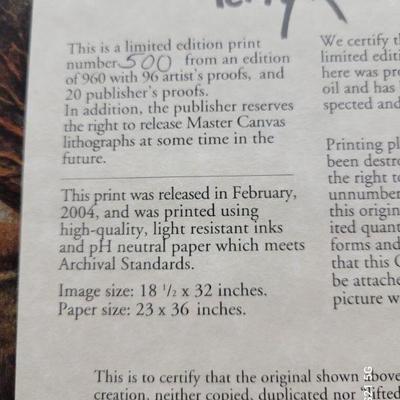 Terry
This is a limited edition print
number 500 from an edition
of 960 with 96 artist's proofs, and
20 publisher's proofs.
In addition, the publisher reserves
the right to release Master Canvas
lithographs at some time in the
future.
This print was released in February,
2004, and was printed using
high-quality, light resistant inks
and pH neutral paper which meets
Archival Standards.
Image size: 18 1/2 x 32 inches.
Paper size: 23 x 36 inches.
We certify th
limited editi
here was pro
oil and has
spected and
Printing pl
been destro
the right to
unnumber
this origin
ited quant
forms and
that this C
be attache
picture w
This is to certify that the original shown above
creation, neither copied, duplicated nor "gifted